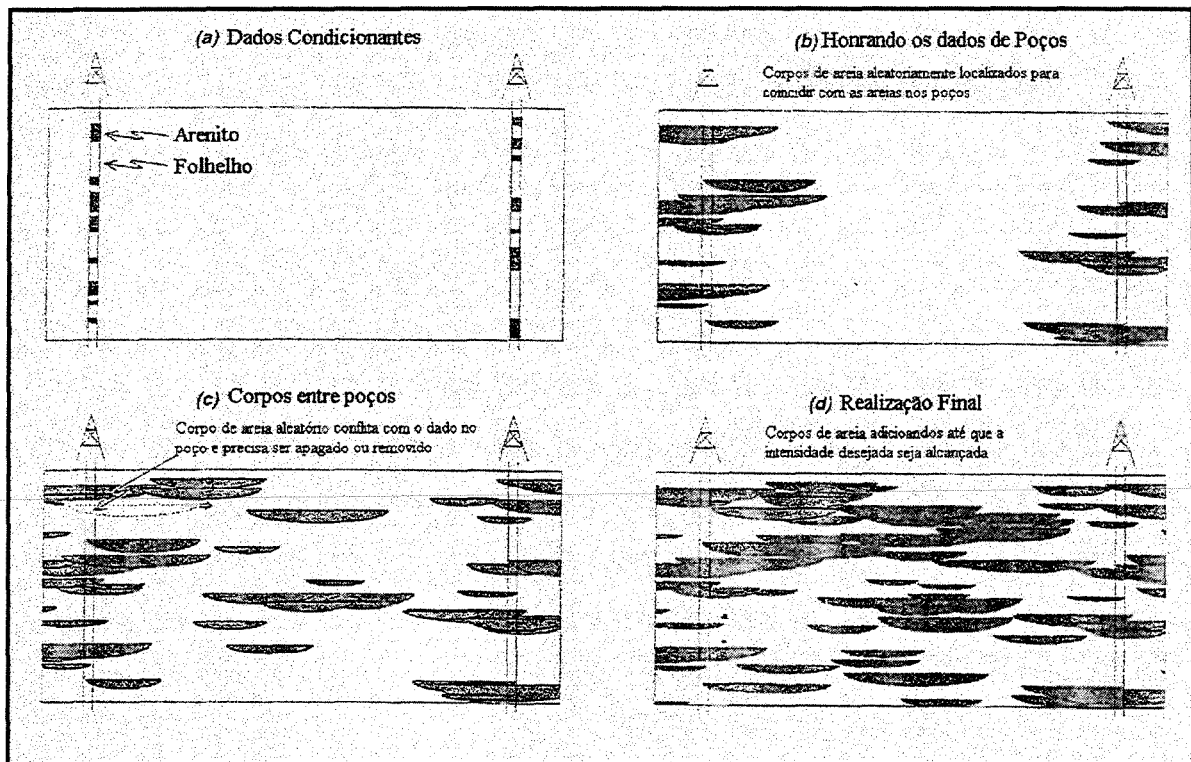 (a) Dados Condicionantes
Arenito
Folhelho
(b) Honrando os dados de Poços
Corpos de areia aleatoriamente localizados para
coincidir com as areias nos poços
(c) Corpos entre poços
Corpo de areia aleatório conflita com o dado no
poço e precisa ser apagado ou removido
(d) Realização Final
Corpos de areia adicioandos até que a
intensidade desejada seja alcançada